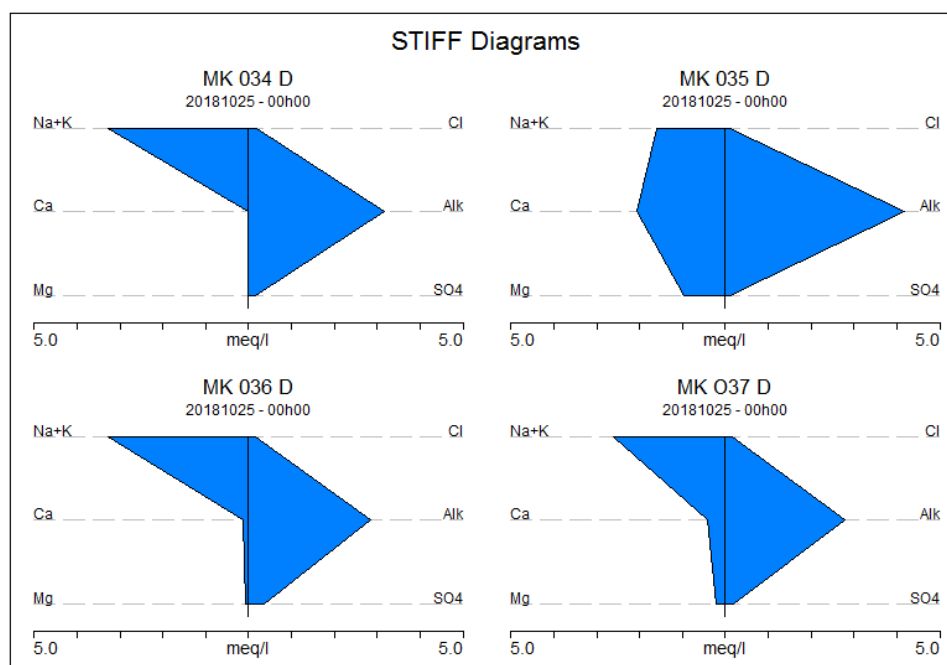 STIFF Diagrams
MK 034 D
20181025 - 00h00
Na+K Cl
Ca Alk
Mg SO4
5.0 meq/l 5.0
MK 035 D
20181025 - 00h00
Na+K Cl
Ca Alk
Mg SO4
5.0 meq/l 5.0
MK 036 D
20181025 - 00h00
Na+K Cl
Ca Alk
Mg SO4
5.0 meq/l 5.0
MK O37 D
20181025 - 00h00
Na+K Cl
Ca Alk
Mg SO4
5.0 meq/l 5.0